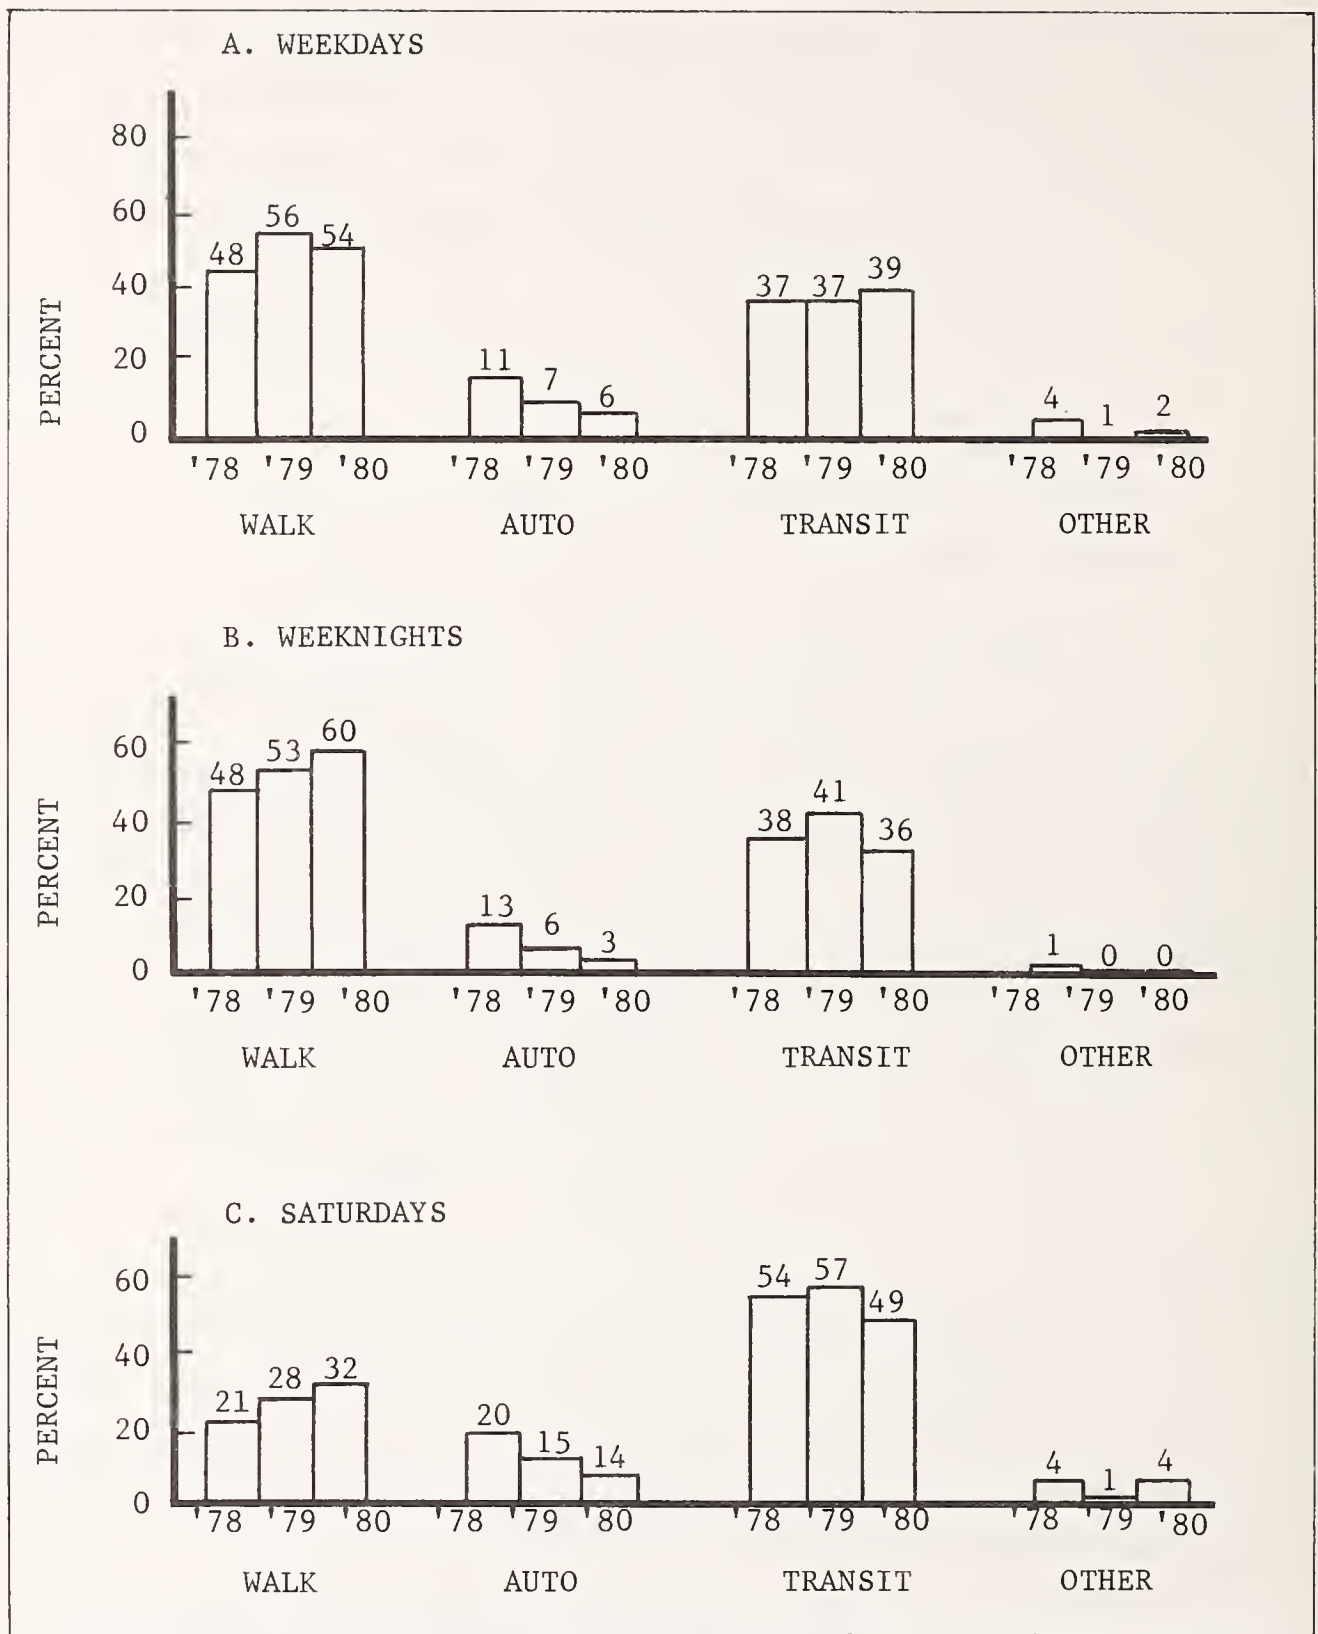 A. WEEKDAYS
80
60
40
20
0
PERCENT
48 56 54
11 7 6
37 37 39
4 1 2
'78 '79 '80 '78 '79 '80 '78 '79 '80 '78 '79 '80
WALK AUTO TRANSIT OTHER
B. WEEKNIGHTS
60
40
20
0
PERCENT
48 53 60
13 6 3
38 41 36
1 0 0
'78 '79 '80 '78 '79 '80 '78 '79 '80 '78 '79 '80
WALK AUTO TRANSIT OTHER
C. SATURDAYS
60
40
20
0
PERCENT
21 28 32
20 15 14
54 57 49
4 1 4
'78 '79 '80 '78 '79 '80 '78 '79 '80 '78 '79 '80
WALK AUTO TRANSIT OTHER